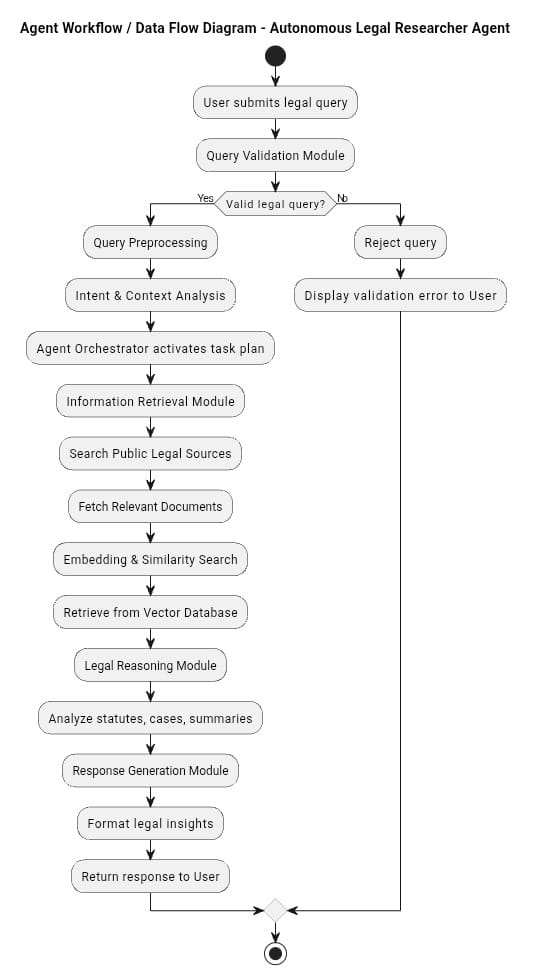 Agent Workflow / Data Flow Diagram - Autonomous Legal Researcher Agent
User submits legal query
Query Validation Module
Yes
Valid legal query?
No
Query Preprocessing
Reject query
Intent & Context Analysis
Display validation error to User
Agent Orchestrator activates task plan
Information Retrieval Module
Search Public Legal Sources
Fetch Relevant Documents
Embedding & Similarity Search
Retrieve from Vector Database
Legal Reasoning Module
Analyze statutes, cases, summaries
Response Generation Module
Format legal insights
Return response to User